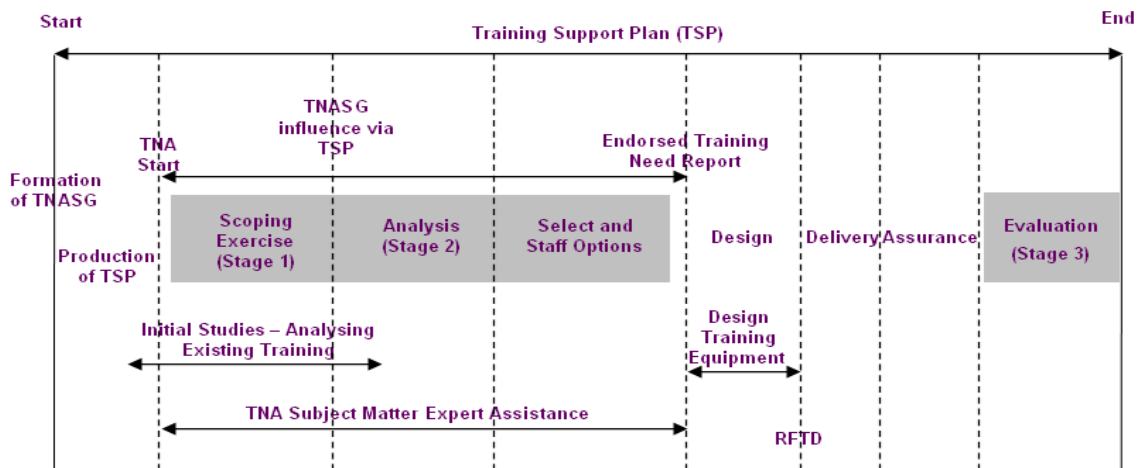 Start
End
Training Support Plan (TSP)
TNASG
influence via
TSP
TNA
Start
Endorsed Training
Need Report
Formation
of TNASG
Scoping
Exercise
(Stage 1)
Analysis
(Stage 2)
Select and
Staff Options
Design
Delivery
Assurance
Evaluation
(Stage 3)
Production
of TSP
Initial Studies – Analysing
Existing Training
Design
Training
Equipment
TNA Subject Matter Expert Assistance
RFTD